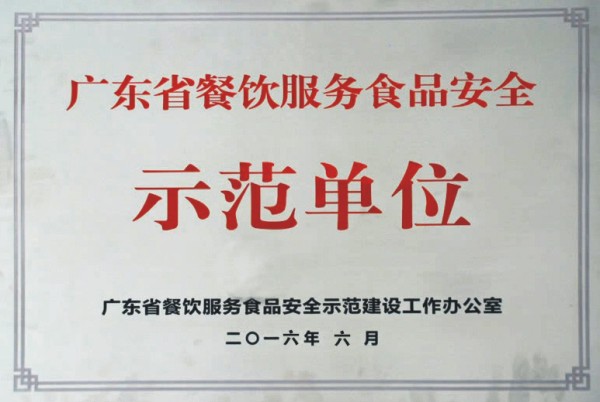 广东省餐饮服务食品安全
示范单位
广东省餐饮服务食品安全示范建设工作办公室
二〇一六年 六 月